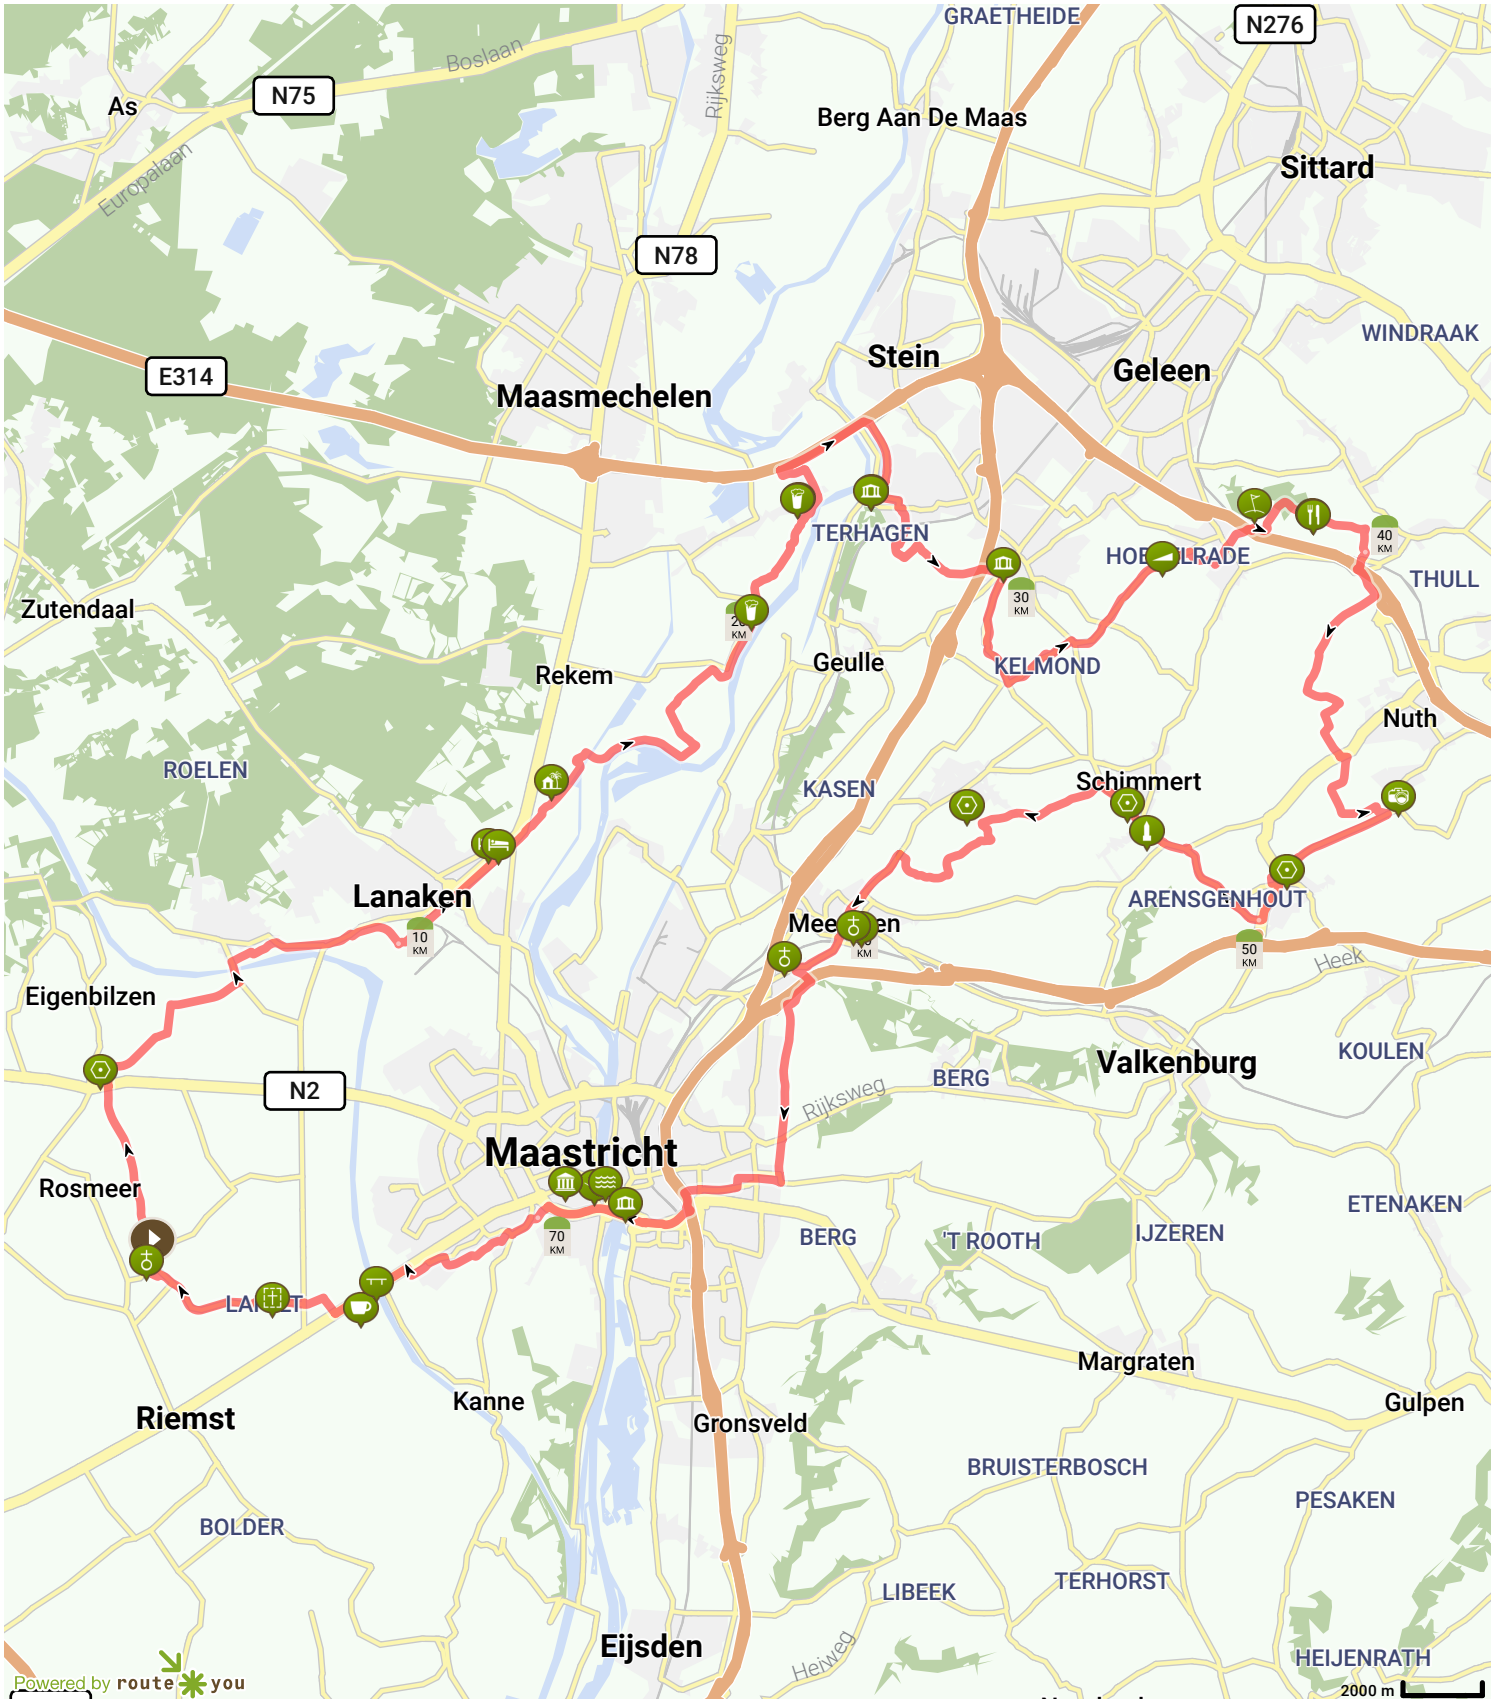 GRAETHEIDE
N276
Boslaan
Rijksweg
N75
As
Berg Aan De Maas
Sittard
Europalaan
N78
WINDRAAK
Stein
Geleen
E314
Maasmechelen
TERHAGEN
40
KM
THULL
30
KM
Zutendaal
KM
Geulle
KELMOND
Rekem
Nuth
ROELEN
KASEN
Schimmert
Lanaken
ARENSGENHOUT
10
KM
KM
50
KM
Heek
Eigenbilzen
KOULEN
Valkenburg
BERG
N2
Rijksweg
Maastricht
Rosmeer
ETENAKEN
70
KM
BERG
'T ROOTH
IJZEREN
Margraten
Kanne
Gulpen
Riemst
Gronsveld
BRUISTERBOSCH
PESAKEN
BOLDER
LIBEEK
TERHORST
Eijsden
Heiweg
HEIJENRATH
Powered by route you
2000 m